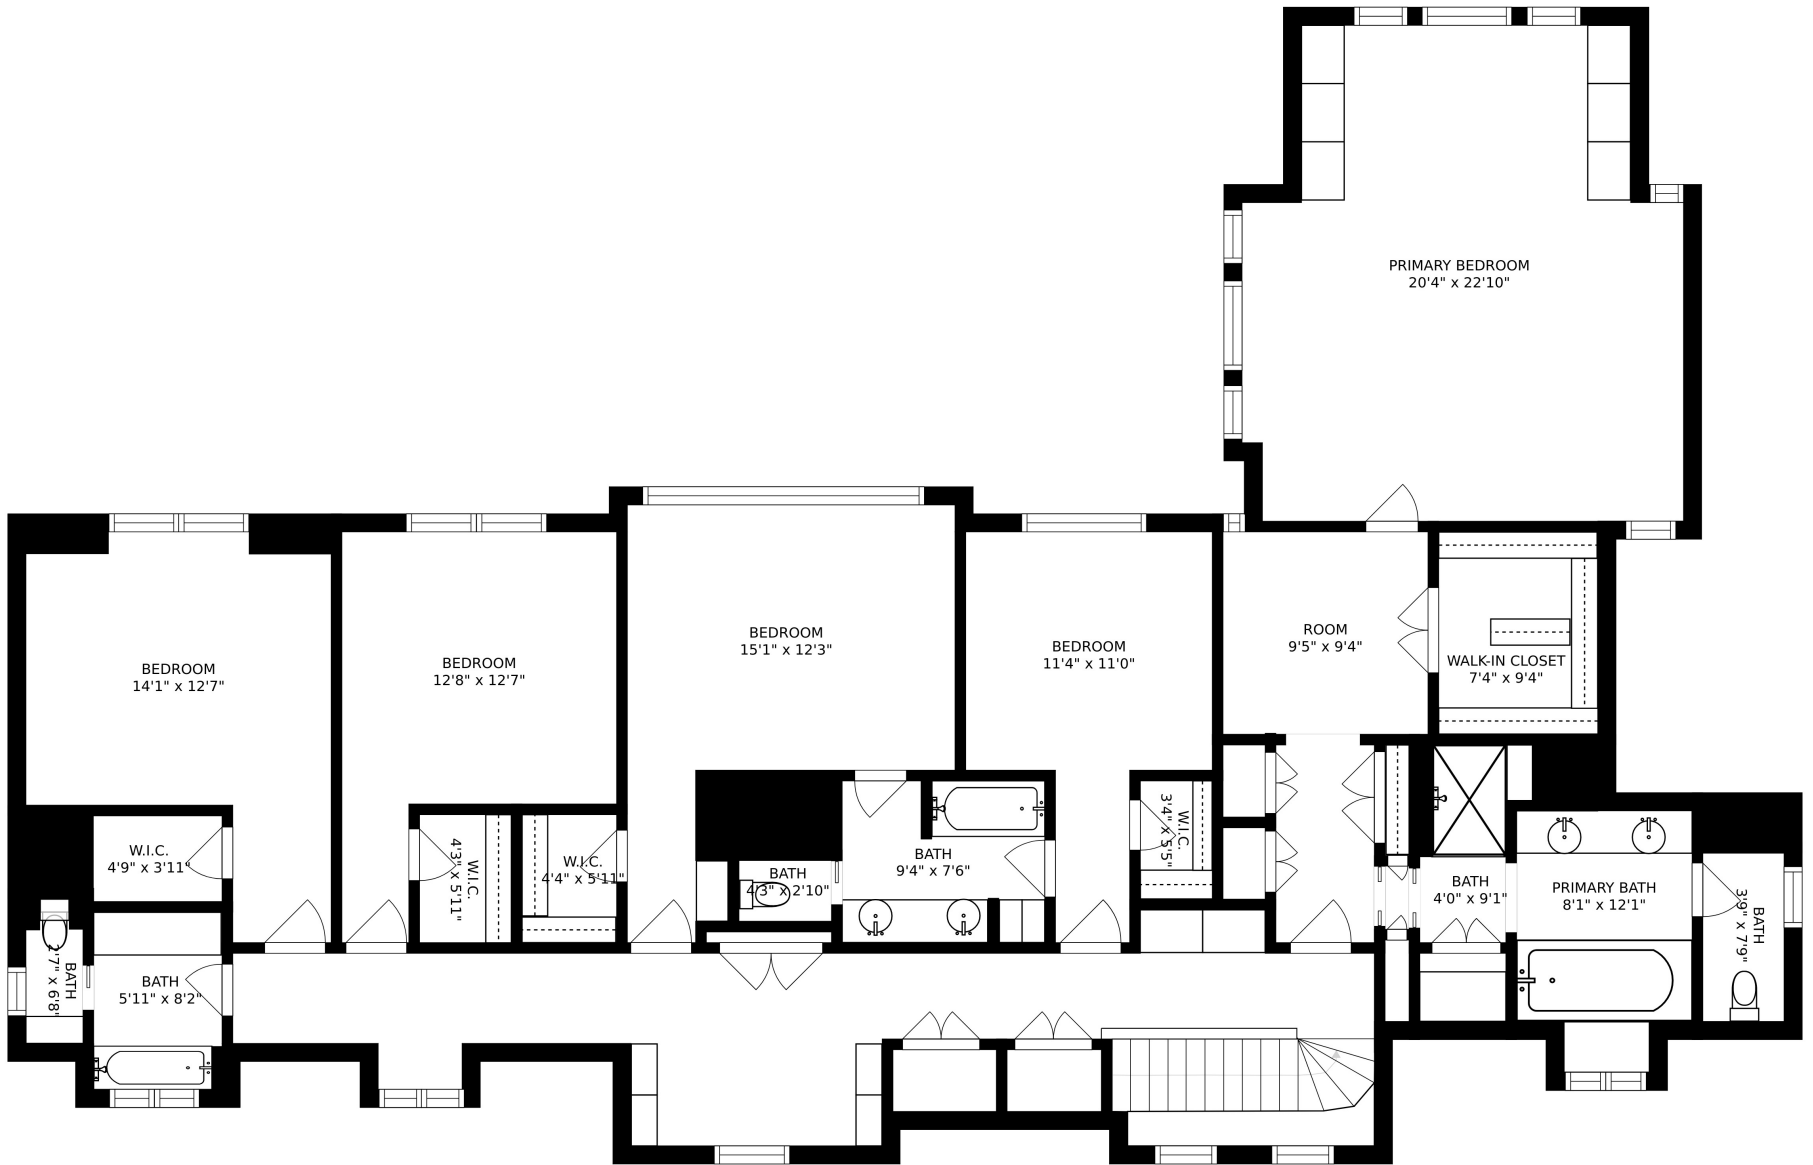 PRIMARY BEDROOM
20'4" x 22'10"
BEDROOM
14'1" x 12'7"
BEDROOM
12'8" x 12'7"
BEDROOM
15'1" x 12'3"
BEDROOM
11'4" x 11'0"
ROOM
9'5" x 9'4"
WALK-IN CLOSET
7'4" x 9'4"
W.I.C.
4'9" x 3'11"
W.I.C.
4'3" x 5'11"
W.I.C.
4'4" x 5'11"
BATH
4'3" x 2'10"
BATH
9'4" x 7'6"
W.I.C.
3'4" x 5'5"
BATH
4'0" x 9'1"
PRIMARY BATH
8'1" x 12'1"
BATH
3'9" x 7'9"
BATH
2'7" x 6'8"
BATH
5'11" x 8'2"